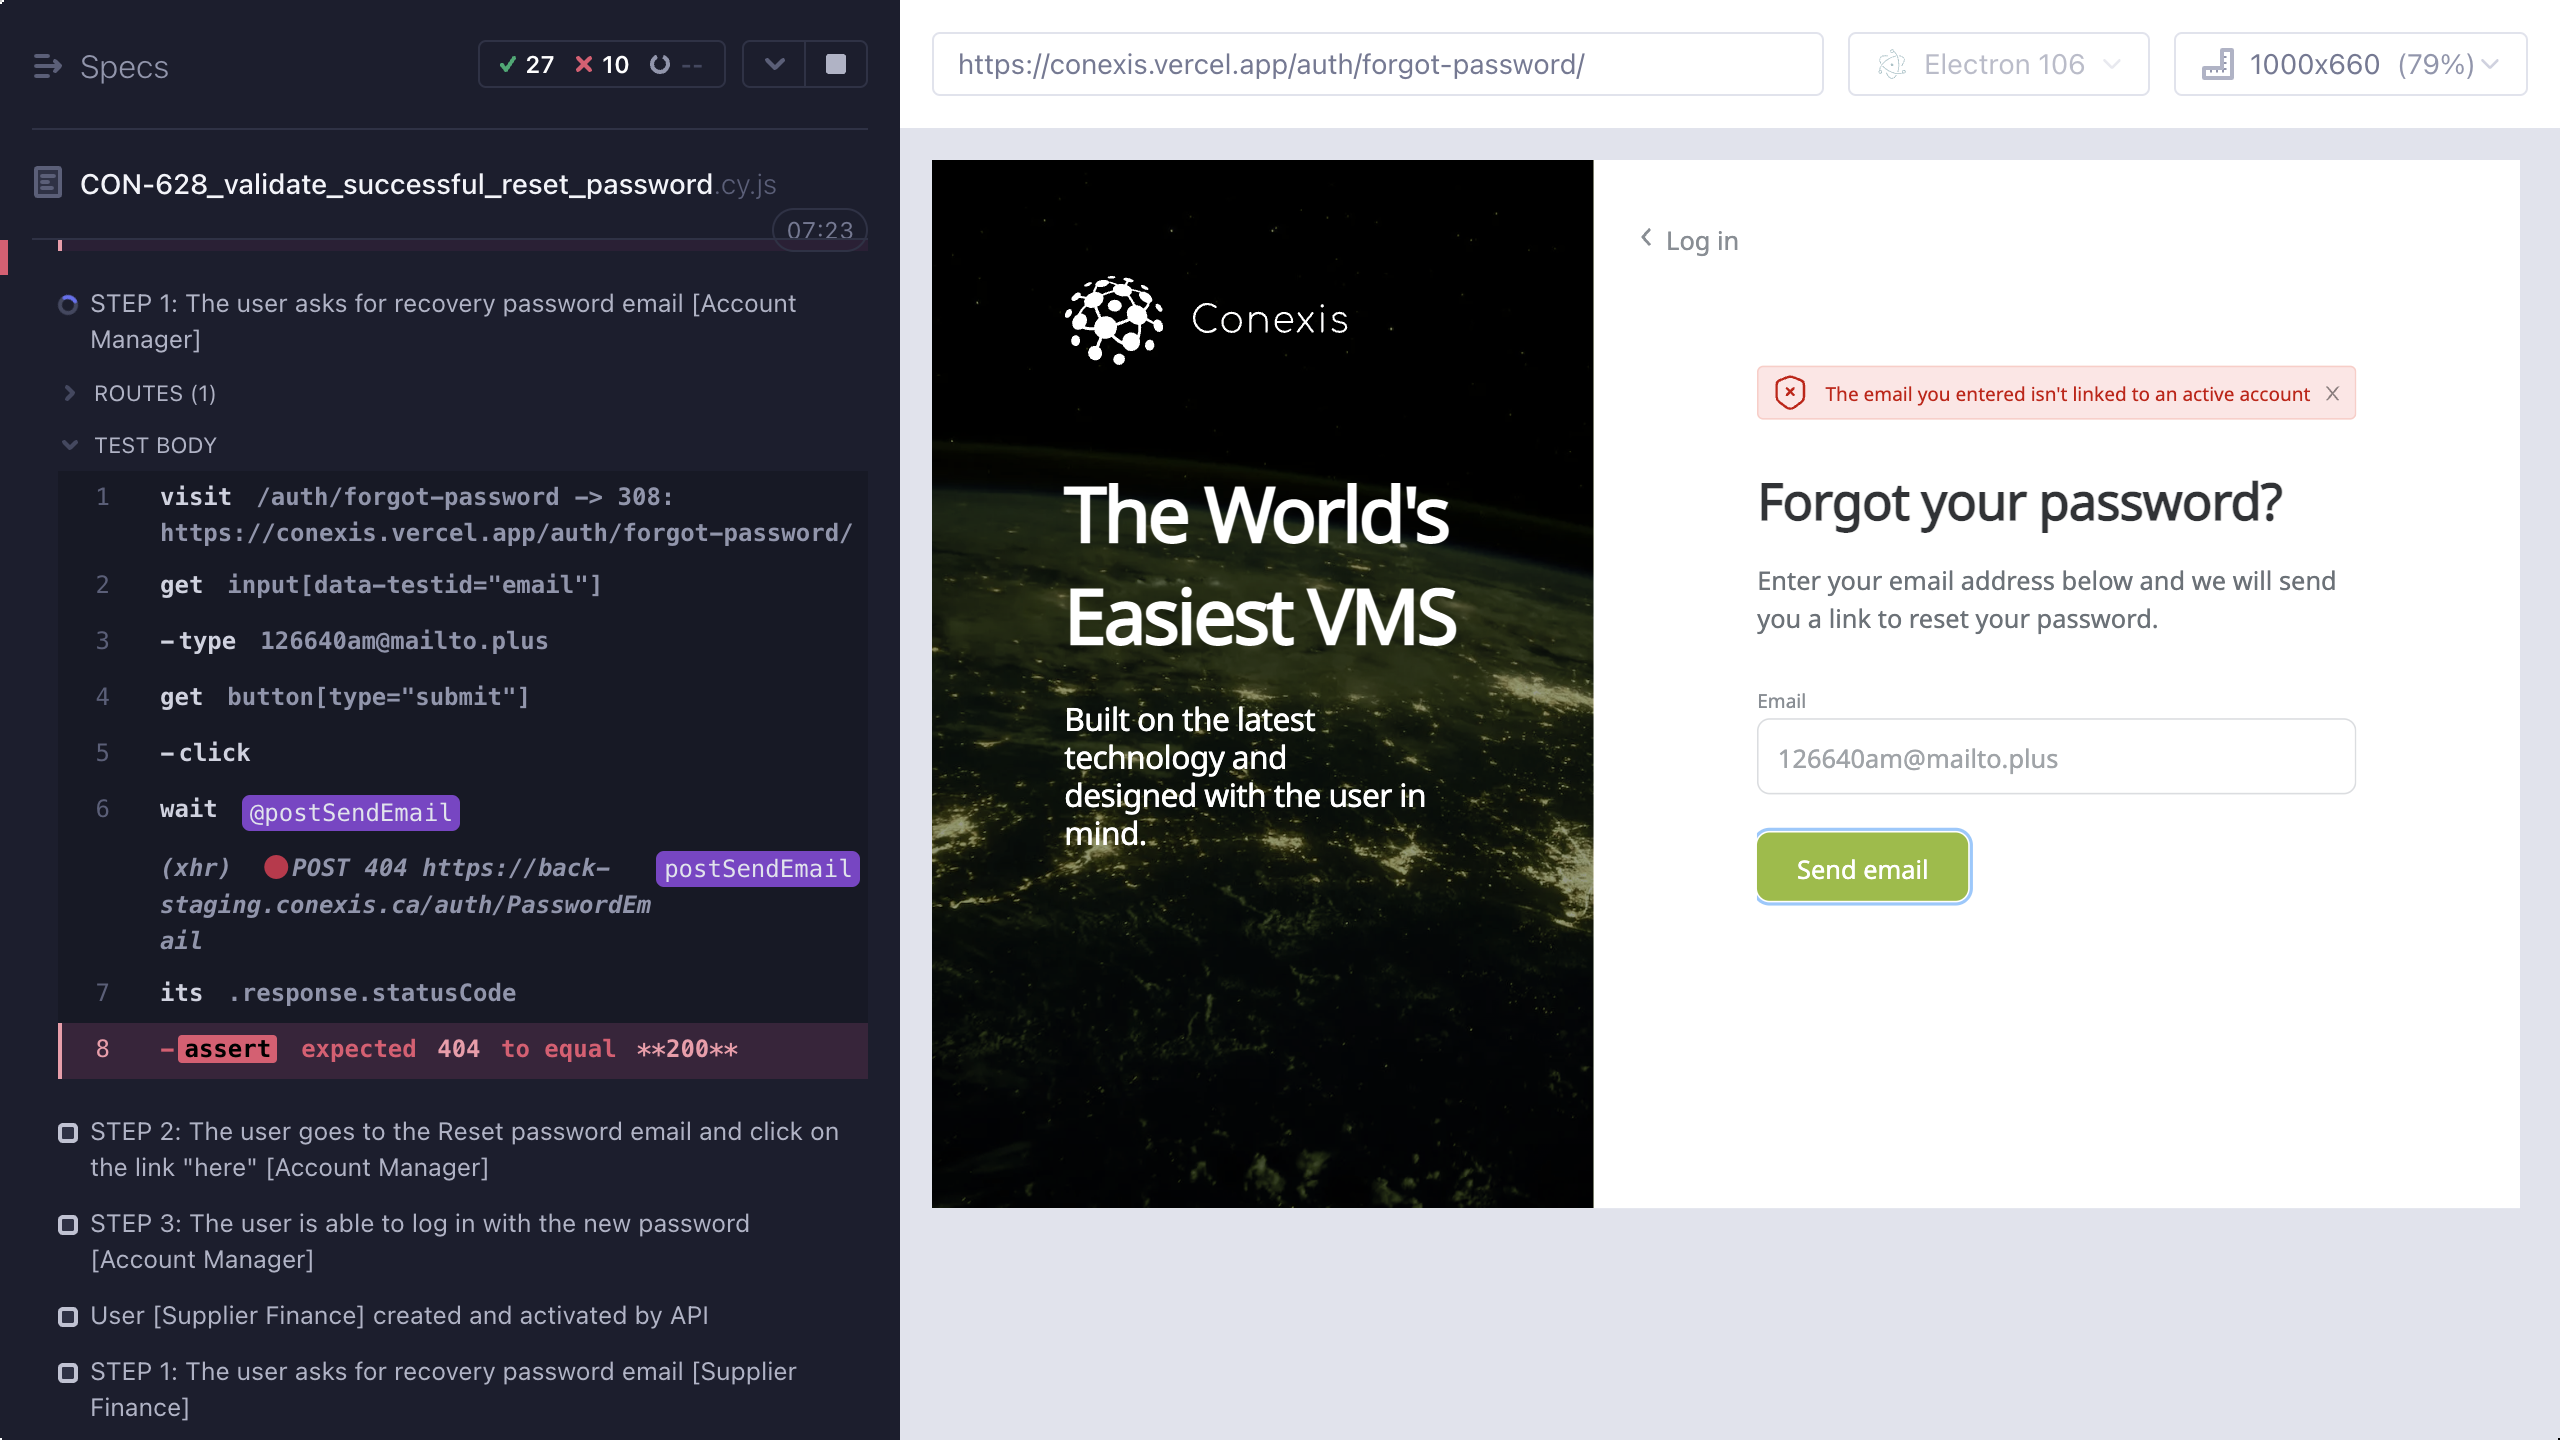 Specs
27 10 --
CON-628_validate_successful_reset_password.cy.js
07:23
STEP 1: The user asks for recovery password email [Account
Manager]
ROUTES (1)
TEST BODY
1 visit /auth/forgot-password -> 308:
https://conexis.vercel.app/auth/forgot-password/
2 get input[data-testid="email"]
3 -type 126640am@mailto.plus
4 get button[type="submit"]
5 -click
6 wait @postSendEmail
(xhr) POST 404 https://back- postSendEmail
staging.conexis.ca/auth/PasswordEm
ail
7 its .response.statusCode
8 -assert expected 404 to equal **200**
STEP 2: The user goes to the Reset password email and click on
the link "here" [Account Manager]
STEP 3: The user is able to log in with the new password
[Account Manager]
User [Supplier Finance] created and activated by API
STEP 1: The user asks for recovery password email [Supplier
Finance]
https://conexis.vercel.app/auth/forgot-password/
Electron 106
1000x660 (79%)
Conexis
The World's
Easiest VMS
Built on the latest
technology and
designed with the user in
mind.
Log in
The email you entered isn't linked to an active account
Forgot your password?
Enter your email address below and we will send
you a link to reset your password.
Email
126640am@mailto.plus
Send email